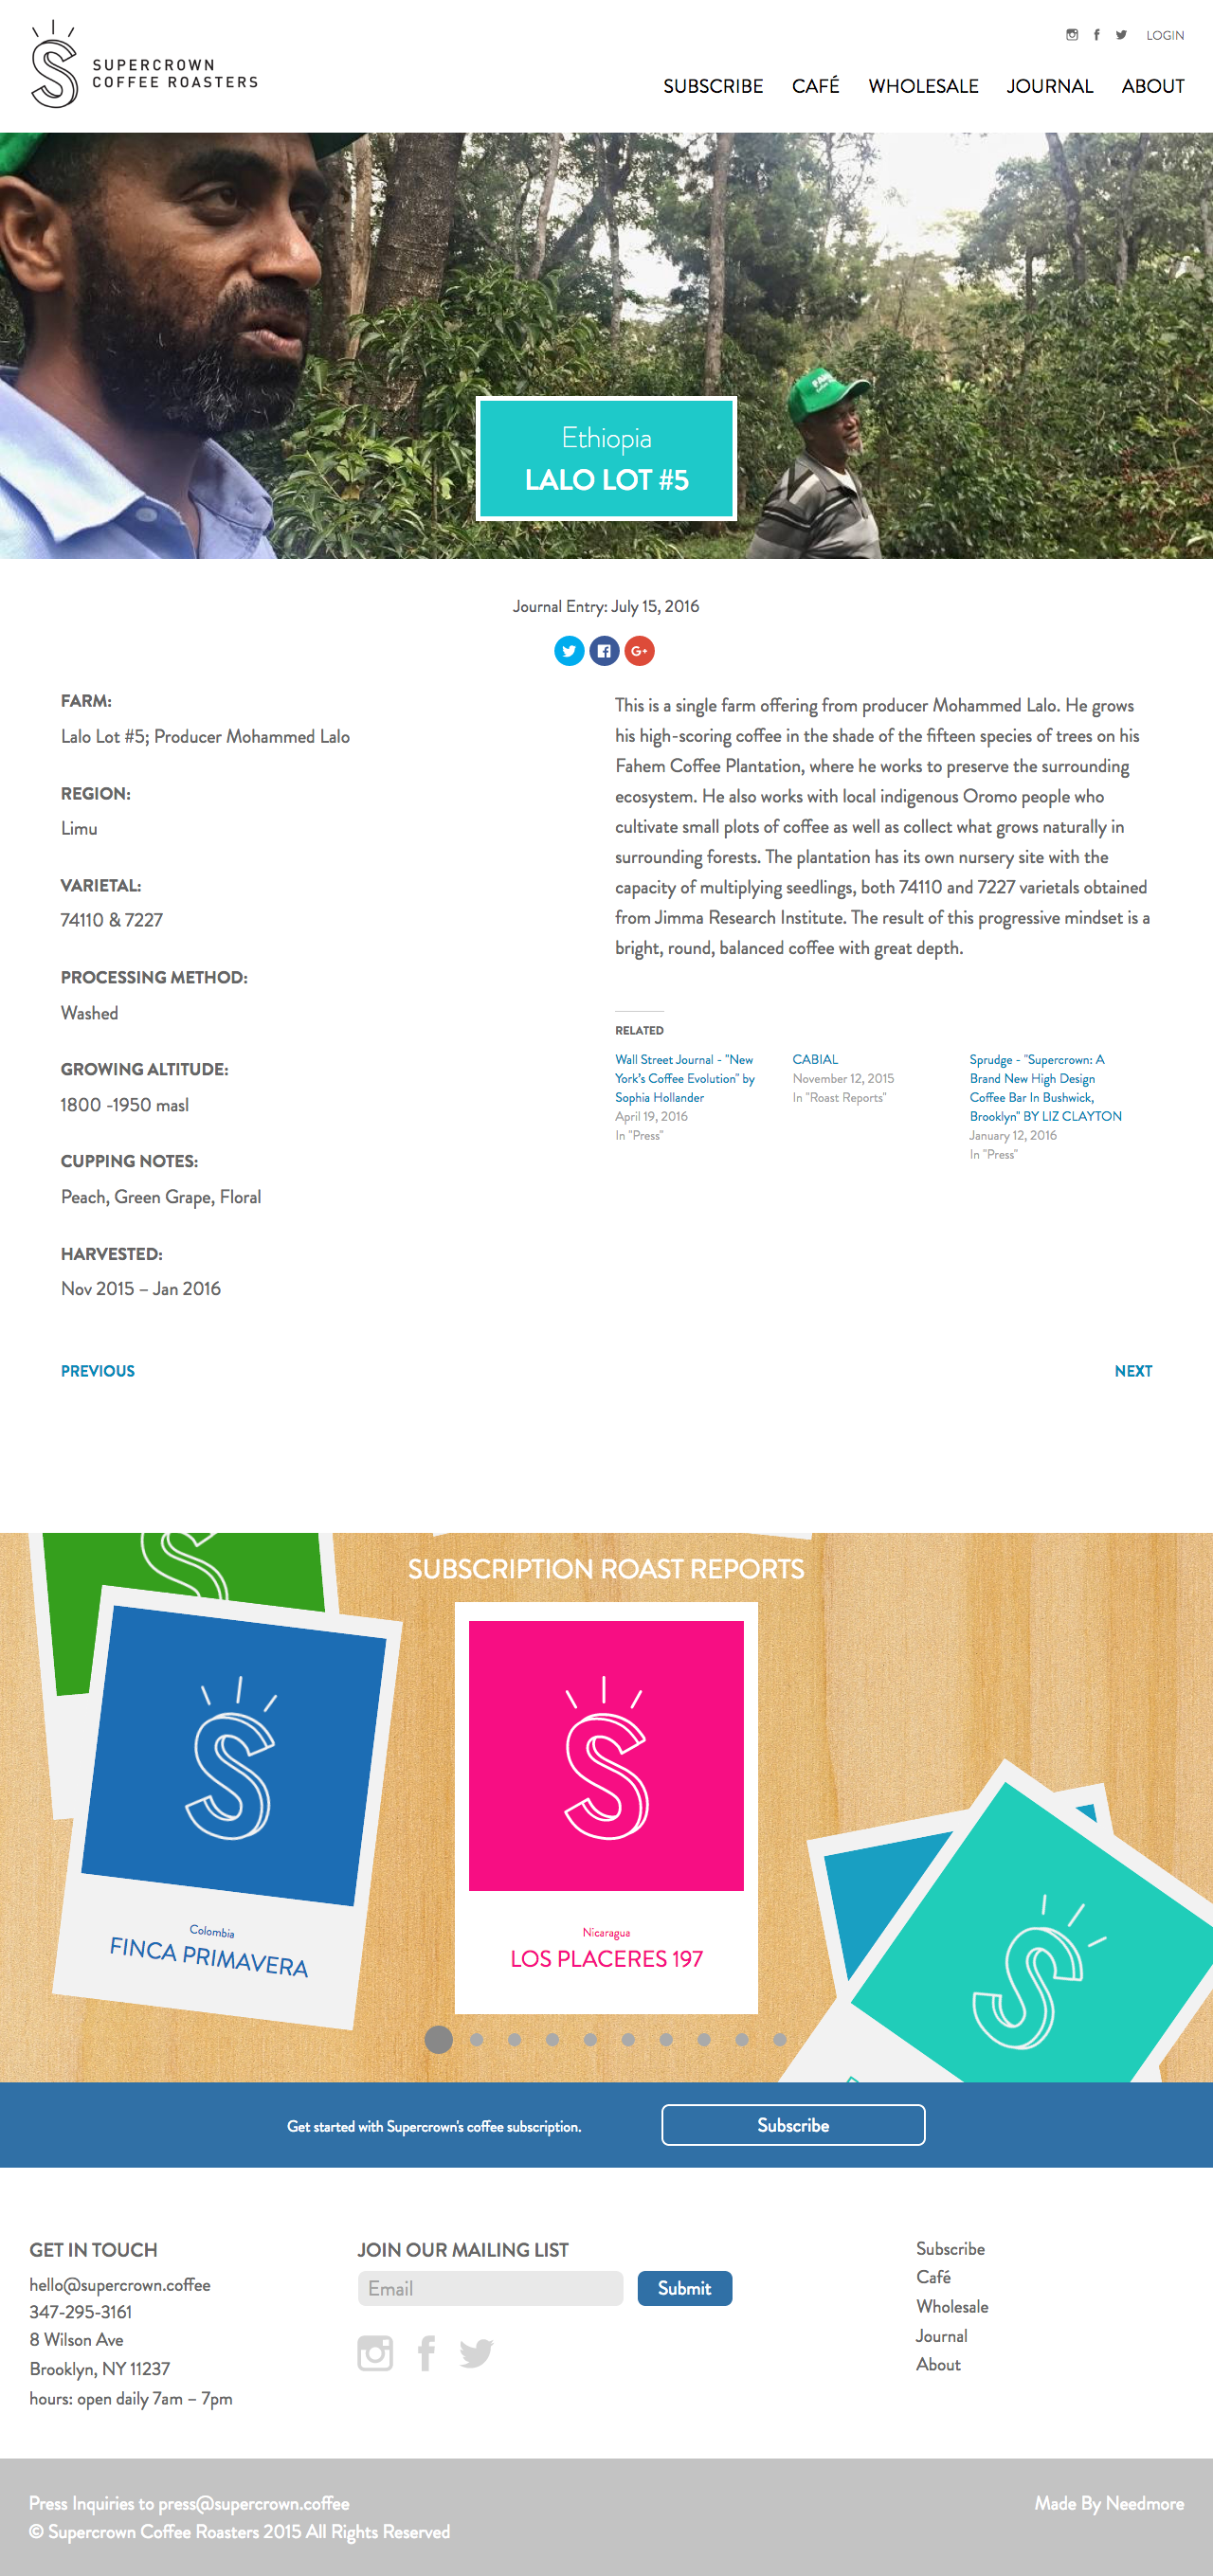 SUPERCROWN
COFFEE ROASTERS
LOGIN
SUBSCRIBE CAFÉ WHOLESALE JOURNAL ABOUT
Ethiopia
LALO LOT #5
Journal Entry: July 15, 2016
FARM:
Lalo Lot #5; Producer Mohammed Lalo
REGION:
Limu
VARIETAL:
74110 & 7227
PROCESSING METHOD:
Washed
GROWING ALTITUDE:
1800 -1950 masl
CUPPING NOTES:
Peach, Green Grape, Floral
HARVESTED:
Nov 2015 – Jan 2016
This is a single farm offering from producer Mohammed Lalo. He grows
his high-scoring coffee in the shade of the fifteen species of trees on his
Fahem Coffee Plantation, where he works to preserve the surrounding
ecosystem. He also works with local indigenous Oromo people who
cultivate small plots of coffee as well as collect what grows naturally in
surrounding forests. The plantation has its own nursery site with the
capacity of multiplying seedlings, both 74110 and 7227 varietals obtained
from Jimma Research Institute. The result of this progressive mindset is a
bright, round, balanced coffee with great depth.
RELATED
Wall Street Journal - "New
York's Coffee Evolution" by
Sophia Hollander
April 19, 2016
In "Press"
CABIAL
November 12, 2015
In "Roast Reports"
Sprudge - "Supercrown: A
Brand New High Design
Coffee Bar In Bushwick,
Brooklyn" BY LIZ CLAYTON
January 12, 2016
In "Press"
PREVIOUS
NEXT
SUBSCRIPTION ROAST REPORTS
Colombia
FINCA PRIMAVERA
Nicaragua
LOS PLACERES 197
Get started with Supercrown's coffee subscription.
Subscribe
GET IN TOUCH
hello@supercrown.coffee
347-295-3161
8 Wilson Ave
Brooklyn, NY 11237
hours: open daily 7am – 7pm
JOIN OUR MAILING LIST
Email
Submit
Subscribe
Café
Wholesale
Journal
About
Press Inquiries to press@supercrown.coffee
© Supercrown Coffee Roasters 2015 All Rights Reserved
Made By Needmore